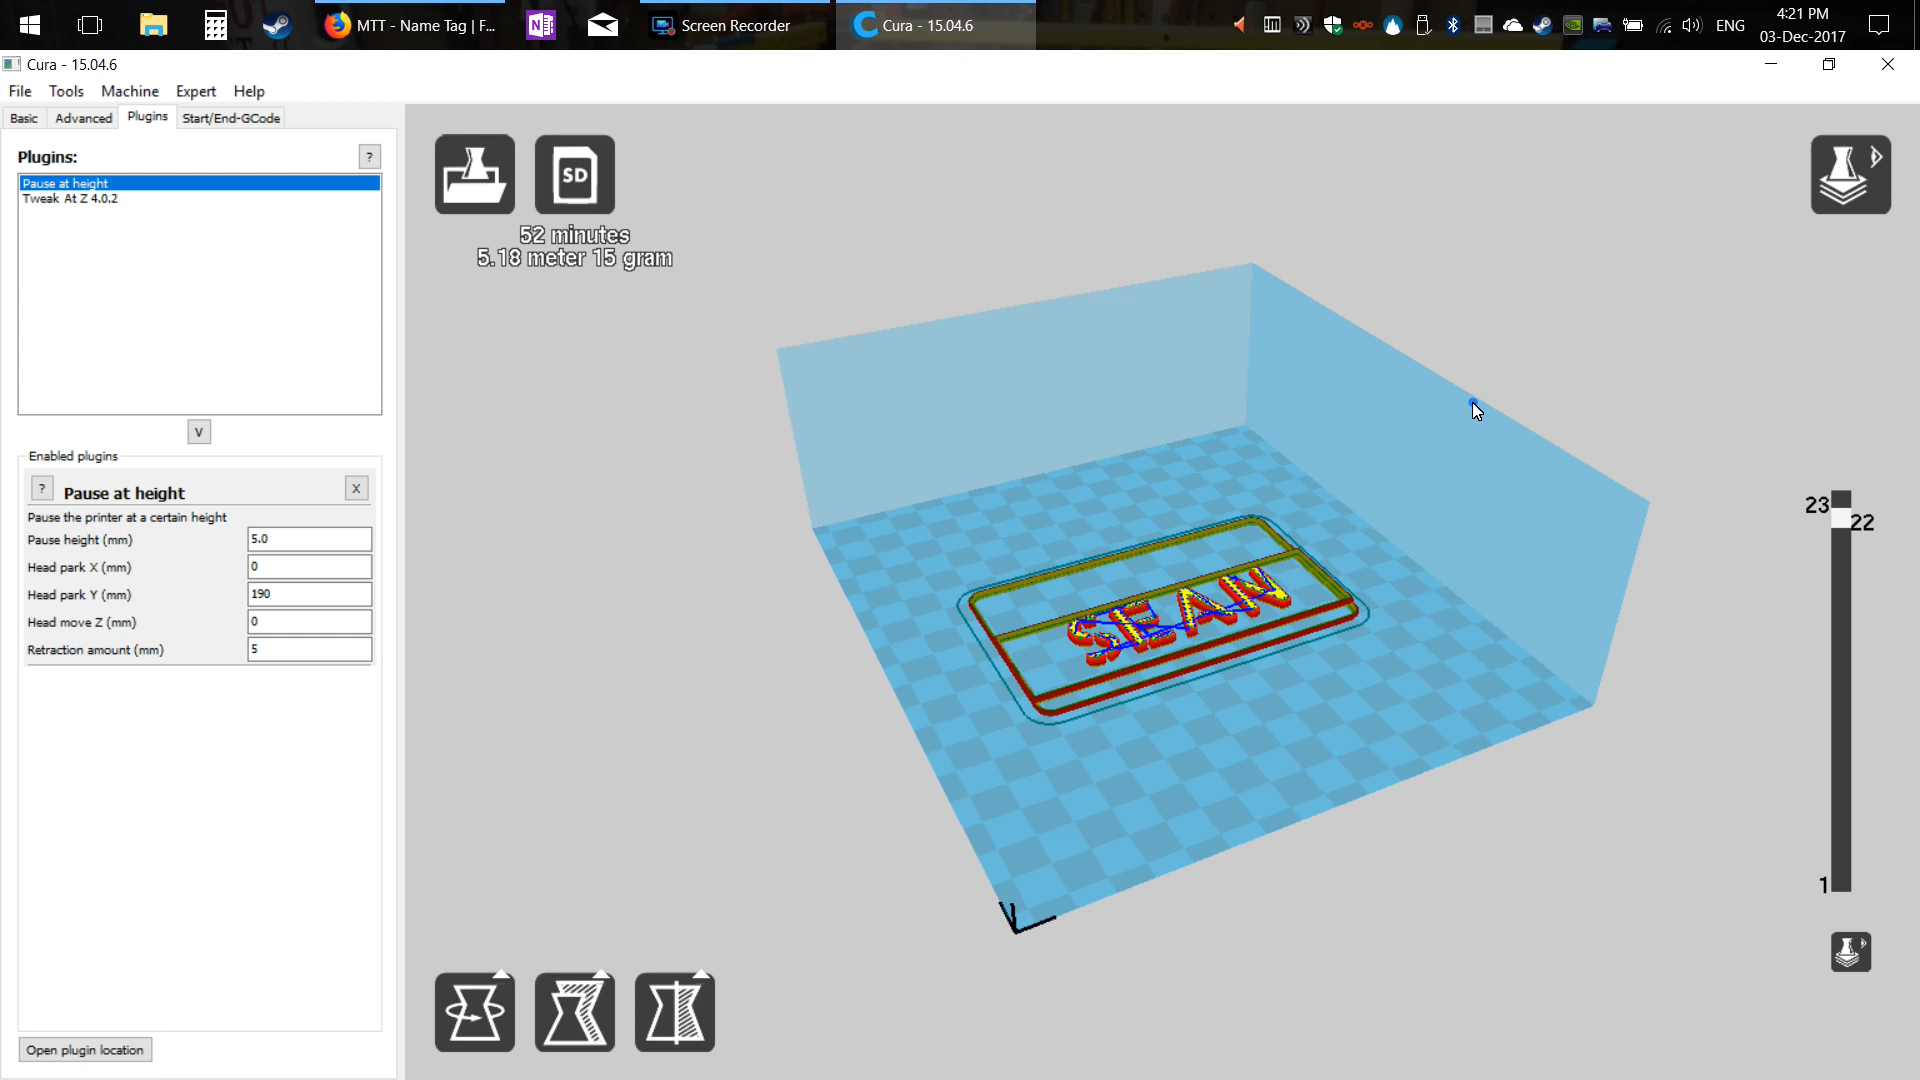 MTT - Name Tag | F...
Screen Recorder
Cura - 15.04.6
ENG
4:21 PM
03-Dec-2017
Cura - 15.04.6
File Tools Machine Expert Help
Basic Advanced Plugins Start/End-GCode
Plugins:
?
Pause at height
Tweak At Z 4.0.2
V
Enabled plugins
? Pause at height X
Pause the printer at a certain height
Pause height (mm) 5.0
Head park X (mm) 0
Head park Y (mm) 190
Head move Z (mm) 0
Retraction amount (mm) 5
Open plugin location
SD
52 minutes
5.18 meter 15 gram
SEAN
23
22
1